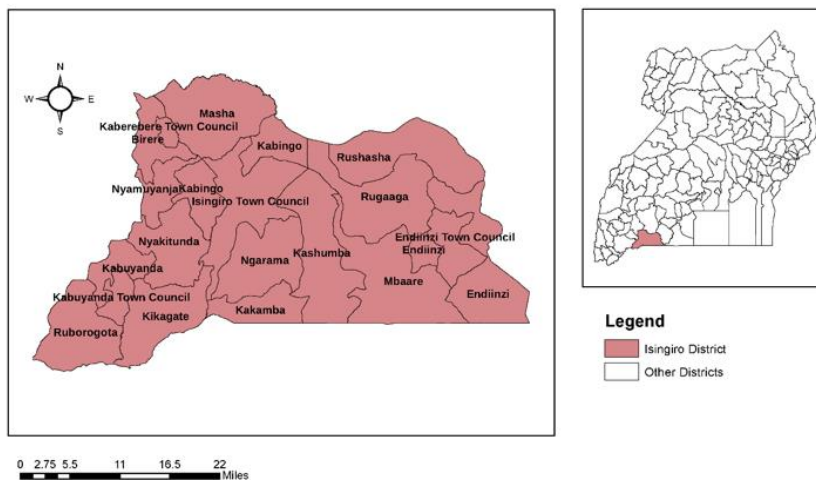 N
W E
S
Masha
Kaberebere Town Council
Birere
Kabingo
Rushasha
Nyamuyanja
Kabingo
Isingiro Town Council
Rugaaga
Nyakitunda
Endiinzi Town Council
Endiinzi
Ngarama
Kashumba
Kabuyanda
Mbaare
Endiinzi
Kabuyanda Town Council
Kikagate
Kakamba
Ruborogota
Legend
Isingiro District
Other Districts
0 2.75 5.5 11 16.5 22
Miles